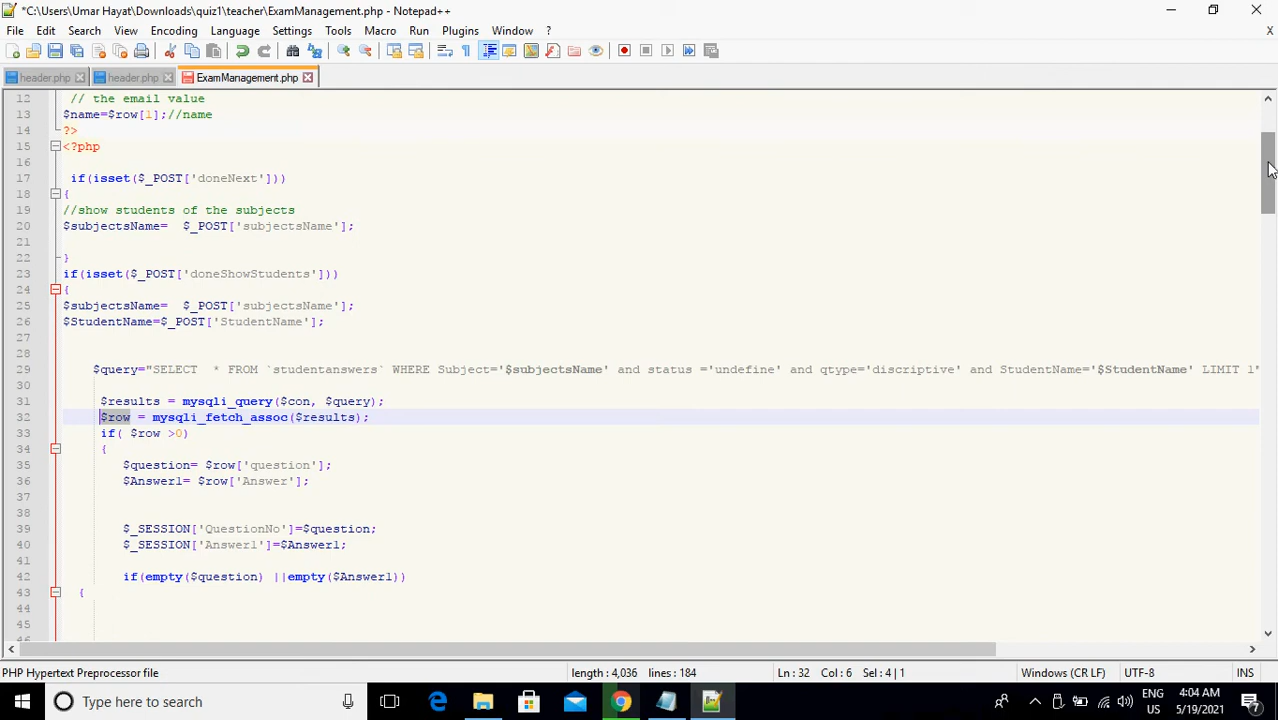 *C:\Users\Umar Hayat\Downloads\quiz1\teacher\ExamManagement.php - Notepad++
File Edit Search View Encoding Language Settings Tools Macro Run Plugins Window ?
X
header.php header.php ExamManagement.php
12 // the email value
13 $name=$row[1];//name
14 ?>
15 <?php
16
17 if(isset($_POST['doneNext']))
18 {
19 //show students of the subjects
20 $subjectsName= $_POST['subjectsName'];
21
22 }
23 if(isset($_POST['doneShowStudents']))
24 {
25 $subjectsName= $_POST['subjectsName'];
26 $StudentName=$_POST['StudentName'];
27
28
29 $query="SELECT * FROM `studentanswers` WHERE Subject='$subjectsName' and status ='undefine' and qtype='discriptive' and StudentName='$StudentName' LIMIT 1"
30
31 $results = mysqli_query($con, $query);
32 $row = mysqli_fetch_assoc($results);
33 if( $row >0)
34 {
35 $question= $row['question'];
36 $Answer1= $row['Answer'];
37
38
39 $_SESSION['QuestionNo']=$question;
40 $_SESSION['Answer1']=$Answer1;
41
42 if(empty($question) ||empty($Answer1))
43 {
44
45
46
PHP Hypertext Preprocessor file length : 4,036 lines : 184 Ln : 32 Col : 6 Sel : 4 | 1 Windows (CR LF) UTF-8 INS
Type here to search
ENG
US
4:04 AM
5/19/2021
7